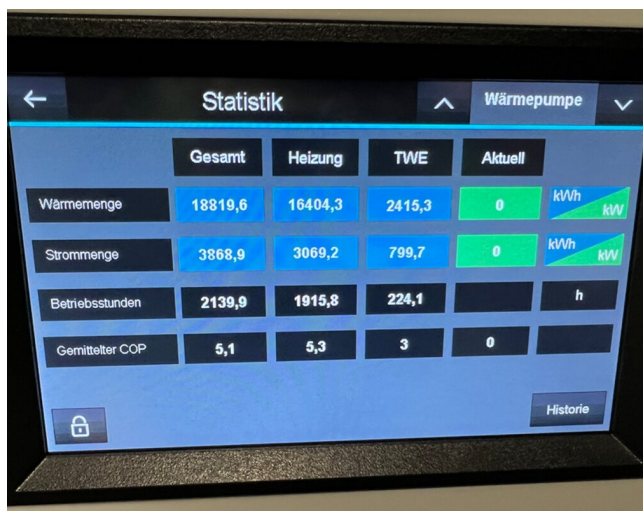 ← Statistik Wärmepumpe
Gesamt Heizung TWE Aktuell
Wärmemenge 18819,6 16404,3 2415,3 0 kWh kW
Strommenge 3868,9 3069,2 799,7 0 kWh kW
Betriebsstunden 2139,9 1915,8 224,1 h
Gemittelter COP 5,1 5,3 3 0
Historie